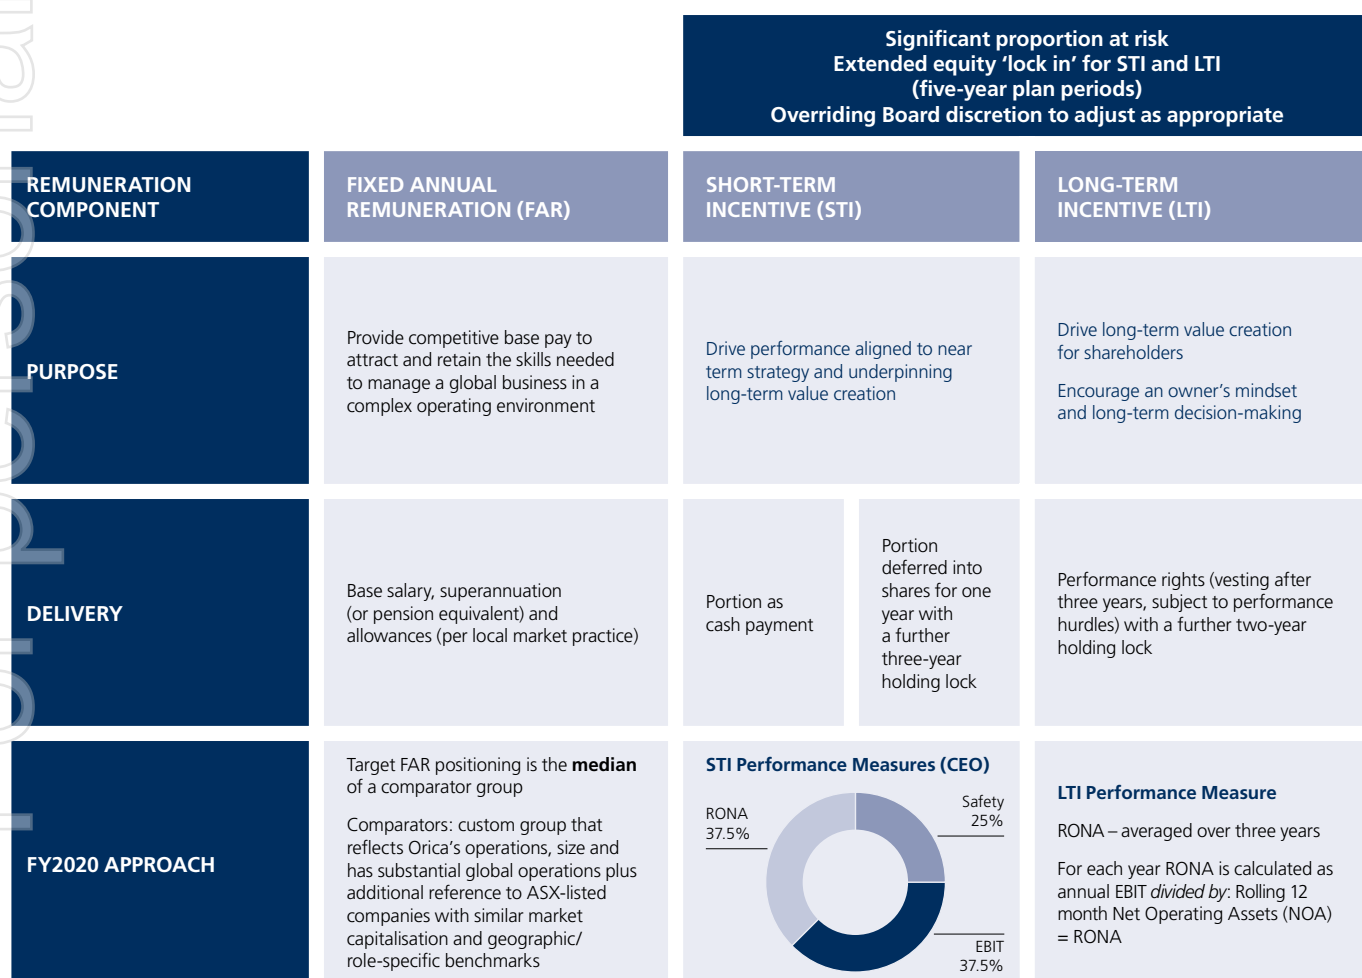 Significant proportion at risk
Extended equity ‘lock in’ for STI and LTI
(five-year plan periods)
Overriding Board discretion to adjust as appropriate
REMUNERATION
COMPONENT
FIXED ANNUAL
REMUNERATION (FAR)
SHORT-TERM
INCENTIVE (STI)
LONG-TERM
INCENTIVE (LTI)
PURPOSE
Provide competitive base pay to
attract and retain the skills needed
to manage a global business in a
complex operating environment
Drive performance aligned to near
term strategy and underpinning
long-term value creation
Drive long-term value creation
for shareholders
Encourage an owner’s mindset
and long-term decision-making
DELIVERY
Base salary, superannuation
(or pension equivalent) and
allowances (per local market practice)
Portion as
cash payment
Portion
deferred into
shares for one
year with
a further
three-year
holding lock
Performance rights (vesting after
three years, subject to performance
hurdles) with a further two-year
holding lock
FY2020 APPROACH
Target FAR positioning is the median
of a comparator group
Comparators: custom group that
reflects Orica’s operations, size and
has substantial global operations plus
additional reference to ASX-listed
companies with similar market
capitalisation and geographic/
role-specific benchmarks
STI Performance Measures (CEO)
RONA
37.5%
Safety
25%
EBIT
37.5%
LTI Performance Measure
RONA – averaged over three years
For each year RONA is calculated as
annual EBIT divided by: Rolling 12
month Net Operating Assets (NOA)
= RONA